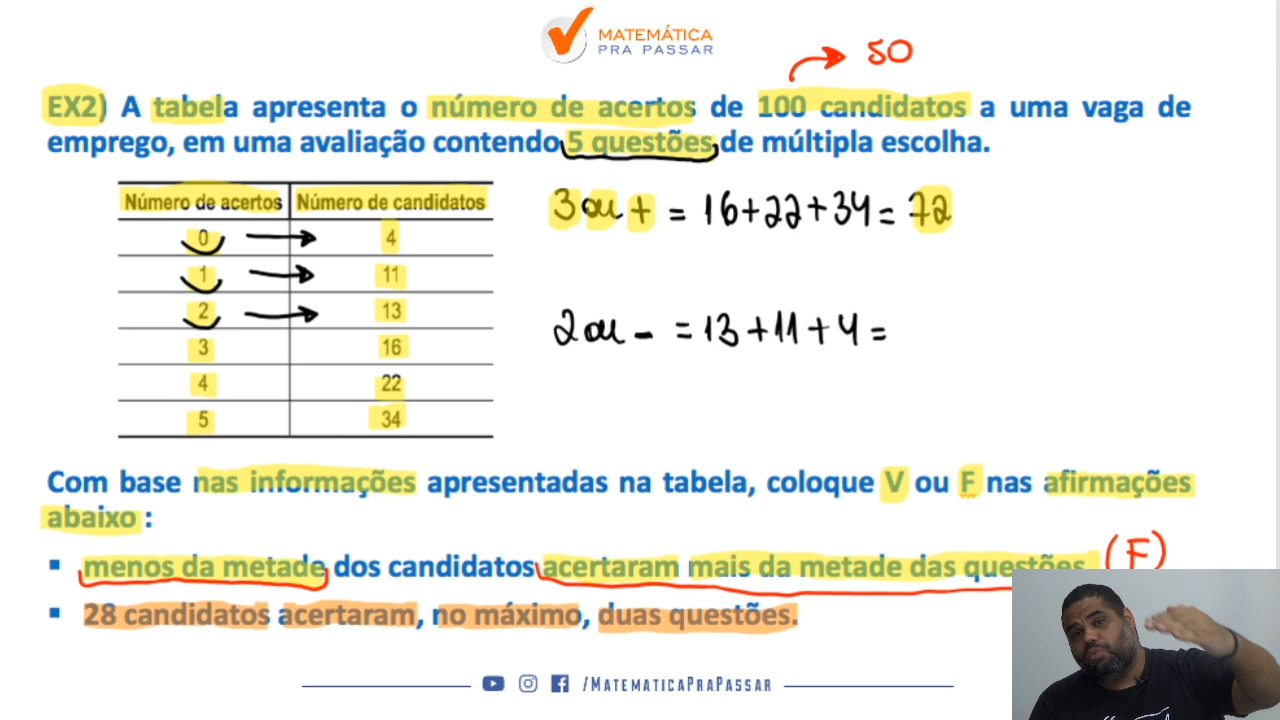 MATEMÁTICA
PRA PASSAR
50
EX2) A tabela apresenta o número de acertos de 100 candidatos a uma vaga de
emprego, em uma avaliação contendo 5 questões de múltipla escolha.
Número de acertos Número de candidatos
0 4
1 11
2 13
3 16
4 22
5 34
3 ou + = 16+22+34 = 72
2 ou - = 13+11+4 =
Com base nas informações apresentadas na tabela, coloque V ou F nas afirmações
abaixo :
▪ menos da metade dos candidatos acertaram mais da metade das questões. (F)
▪ 28 candidatos acertaram, no máximo, duas questões.
/MATEMATICAPRAPASSAR